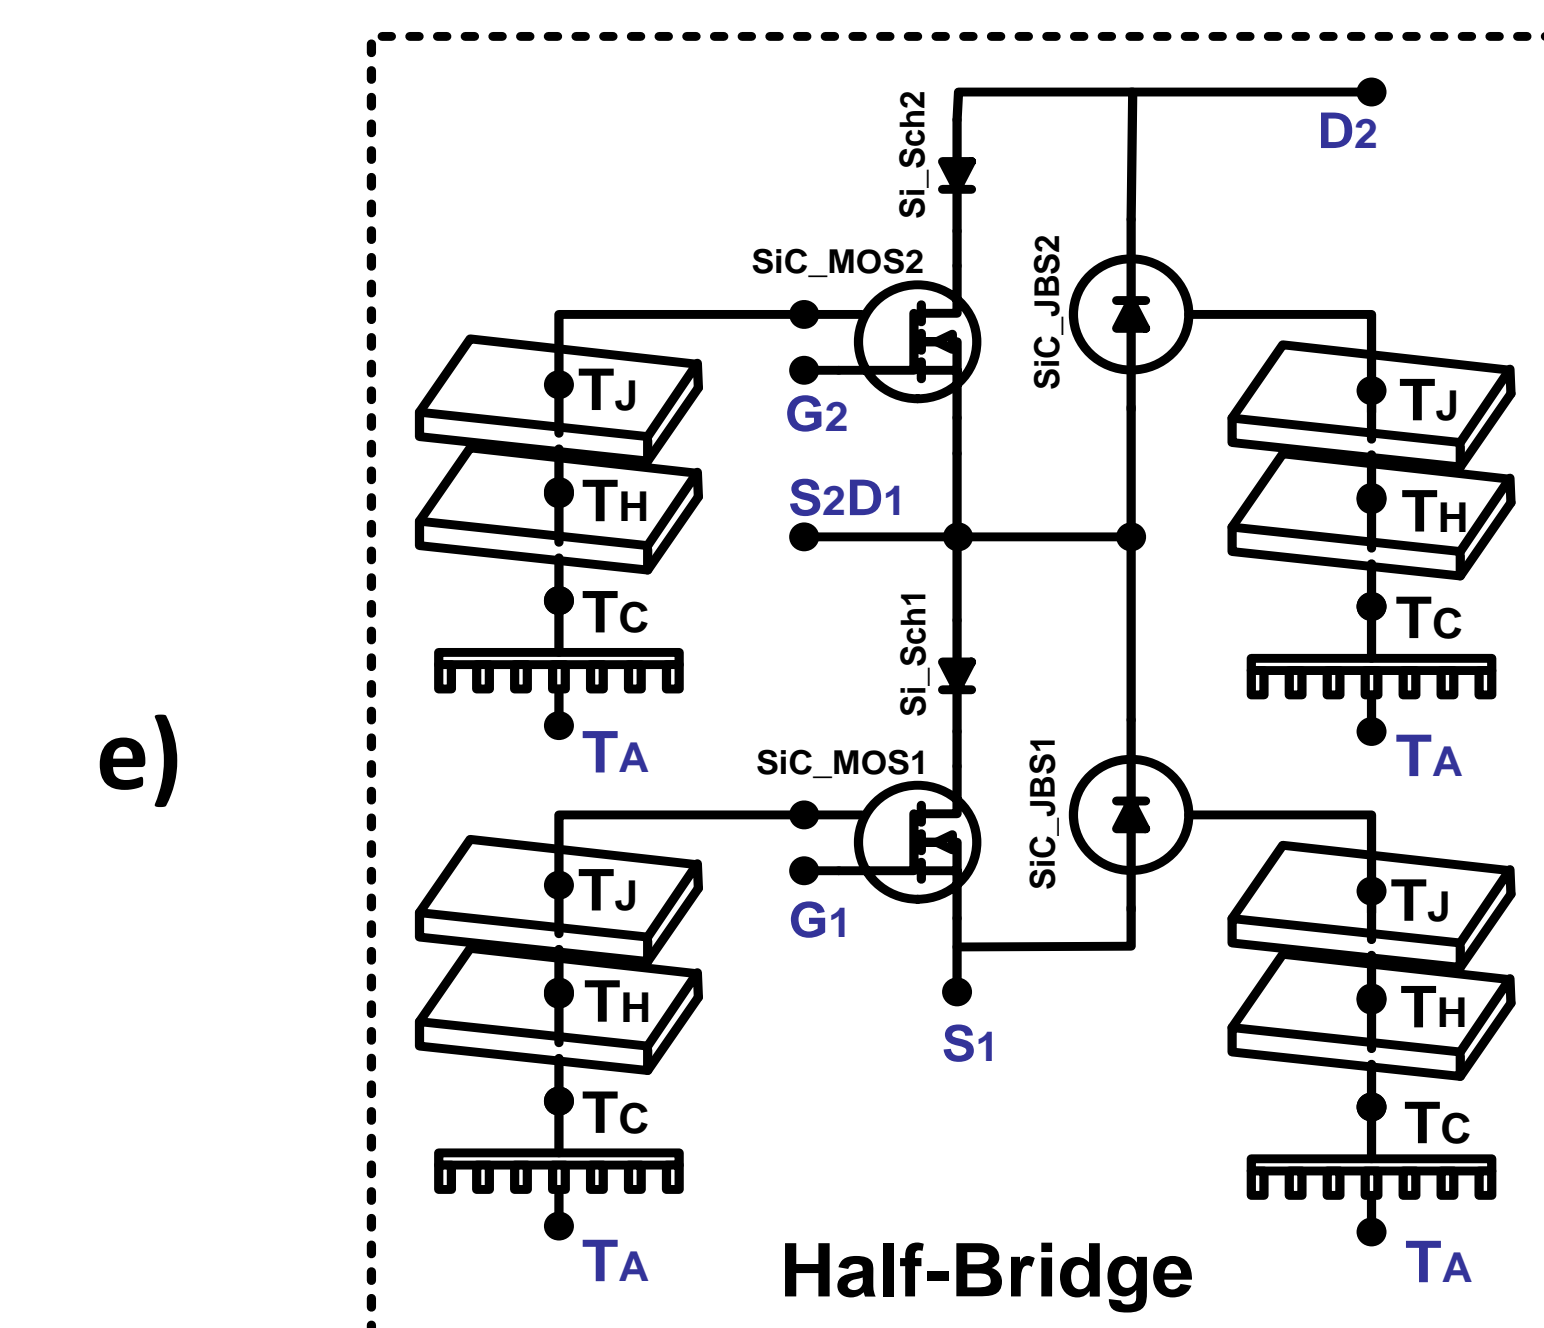 D2
Si_Sch2
SiC_MOS2
SiC_JBS2
TJ
G2
TJ
S2D1
TH
TH
TC
TC
Si_Sch1
e)
TA
TA
SiC_MOS1
SiC_JBS1
TJ
G1
TJ
TH
TH
S1
TC
TC
TA
Half-Bridge
TA